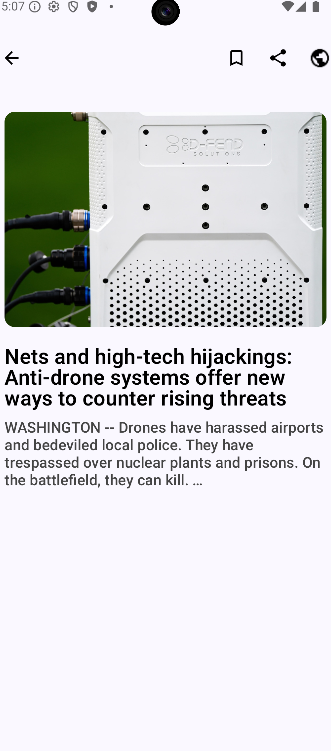 5:07
D-FEND
SOLUTIONS
Nets and high-tech hijackings:
Anti-drone systems offer new
ways to counter rising threats
WASHINGTON -- Drones have harassed airports
and bedeviled local police. They have
trespassed over nuclear plants and prisons. On
the battlefield, they can kill. …